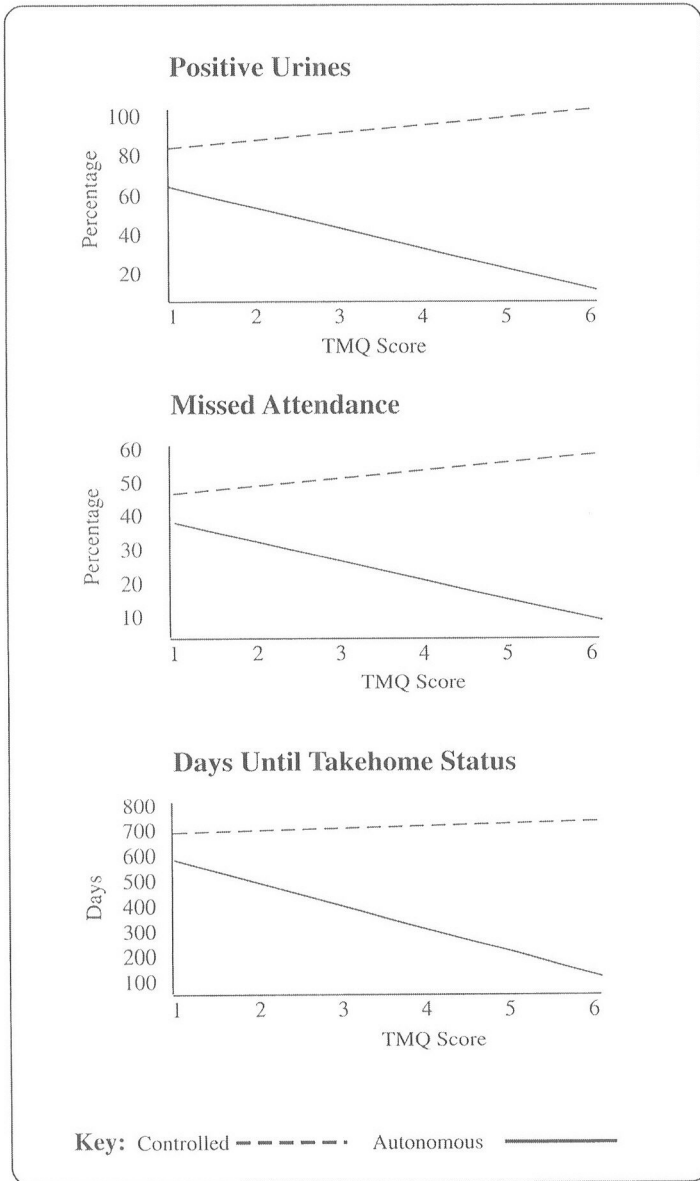 Positive Urines
100
80
60
40
20
Percentage
1 2 3 4 5 6
TMQ Score
Missed Attendance
60
50
40
30
20
10
Percentage
1 2 3 4 5 6
TMQ Score
Days Until Takehome Status
800
700
600
500
400
300
200
100
Days
1 2 3 4 5 6
TMQ Score
Key: Controlled Autonomous